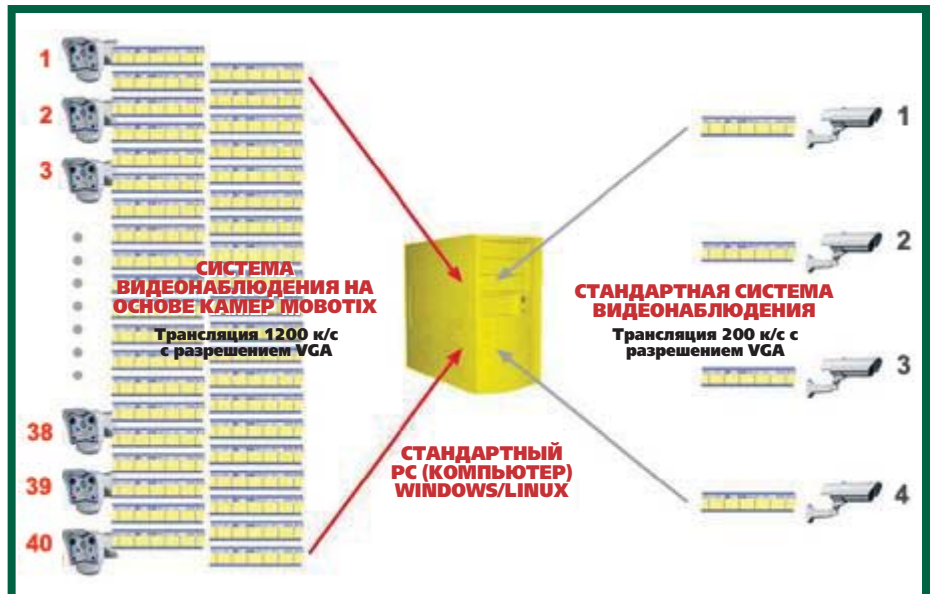 1
2
3
38
39
40
СИСТЕМА
ВИДЕОНАБЛЮДЕНИЯ НА
ОСНОВЕ КАМЕР MOBOTIX
Трансляция 1200 к/с
с разрешением VGA
СТАНДАРТНЫЙ
PC (КОМПЬЮТЕР)
WINDOWS/LINUX
СТАНДАРТНАЯ СИСТЕМА
ВИДЕОНАБЛЮДЕНИЯ
Трансляция 200 к/с с
разрешением VGA
1
2
3
4